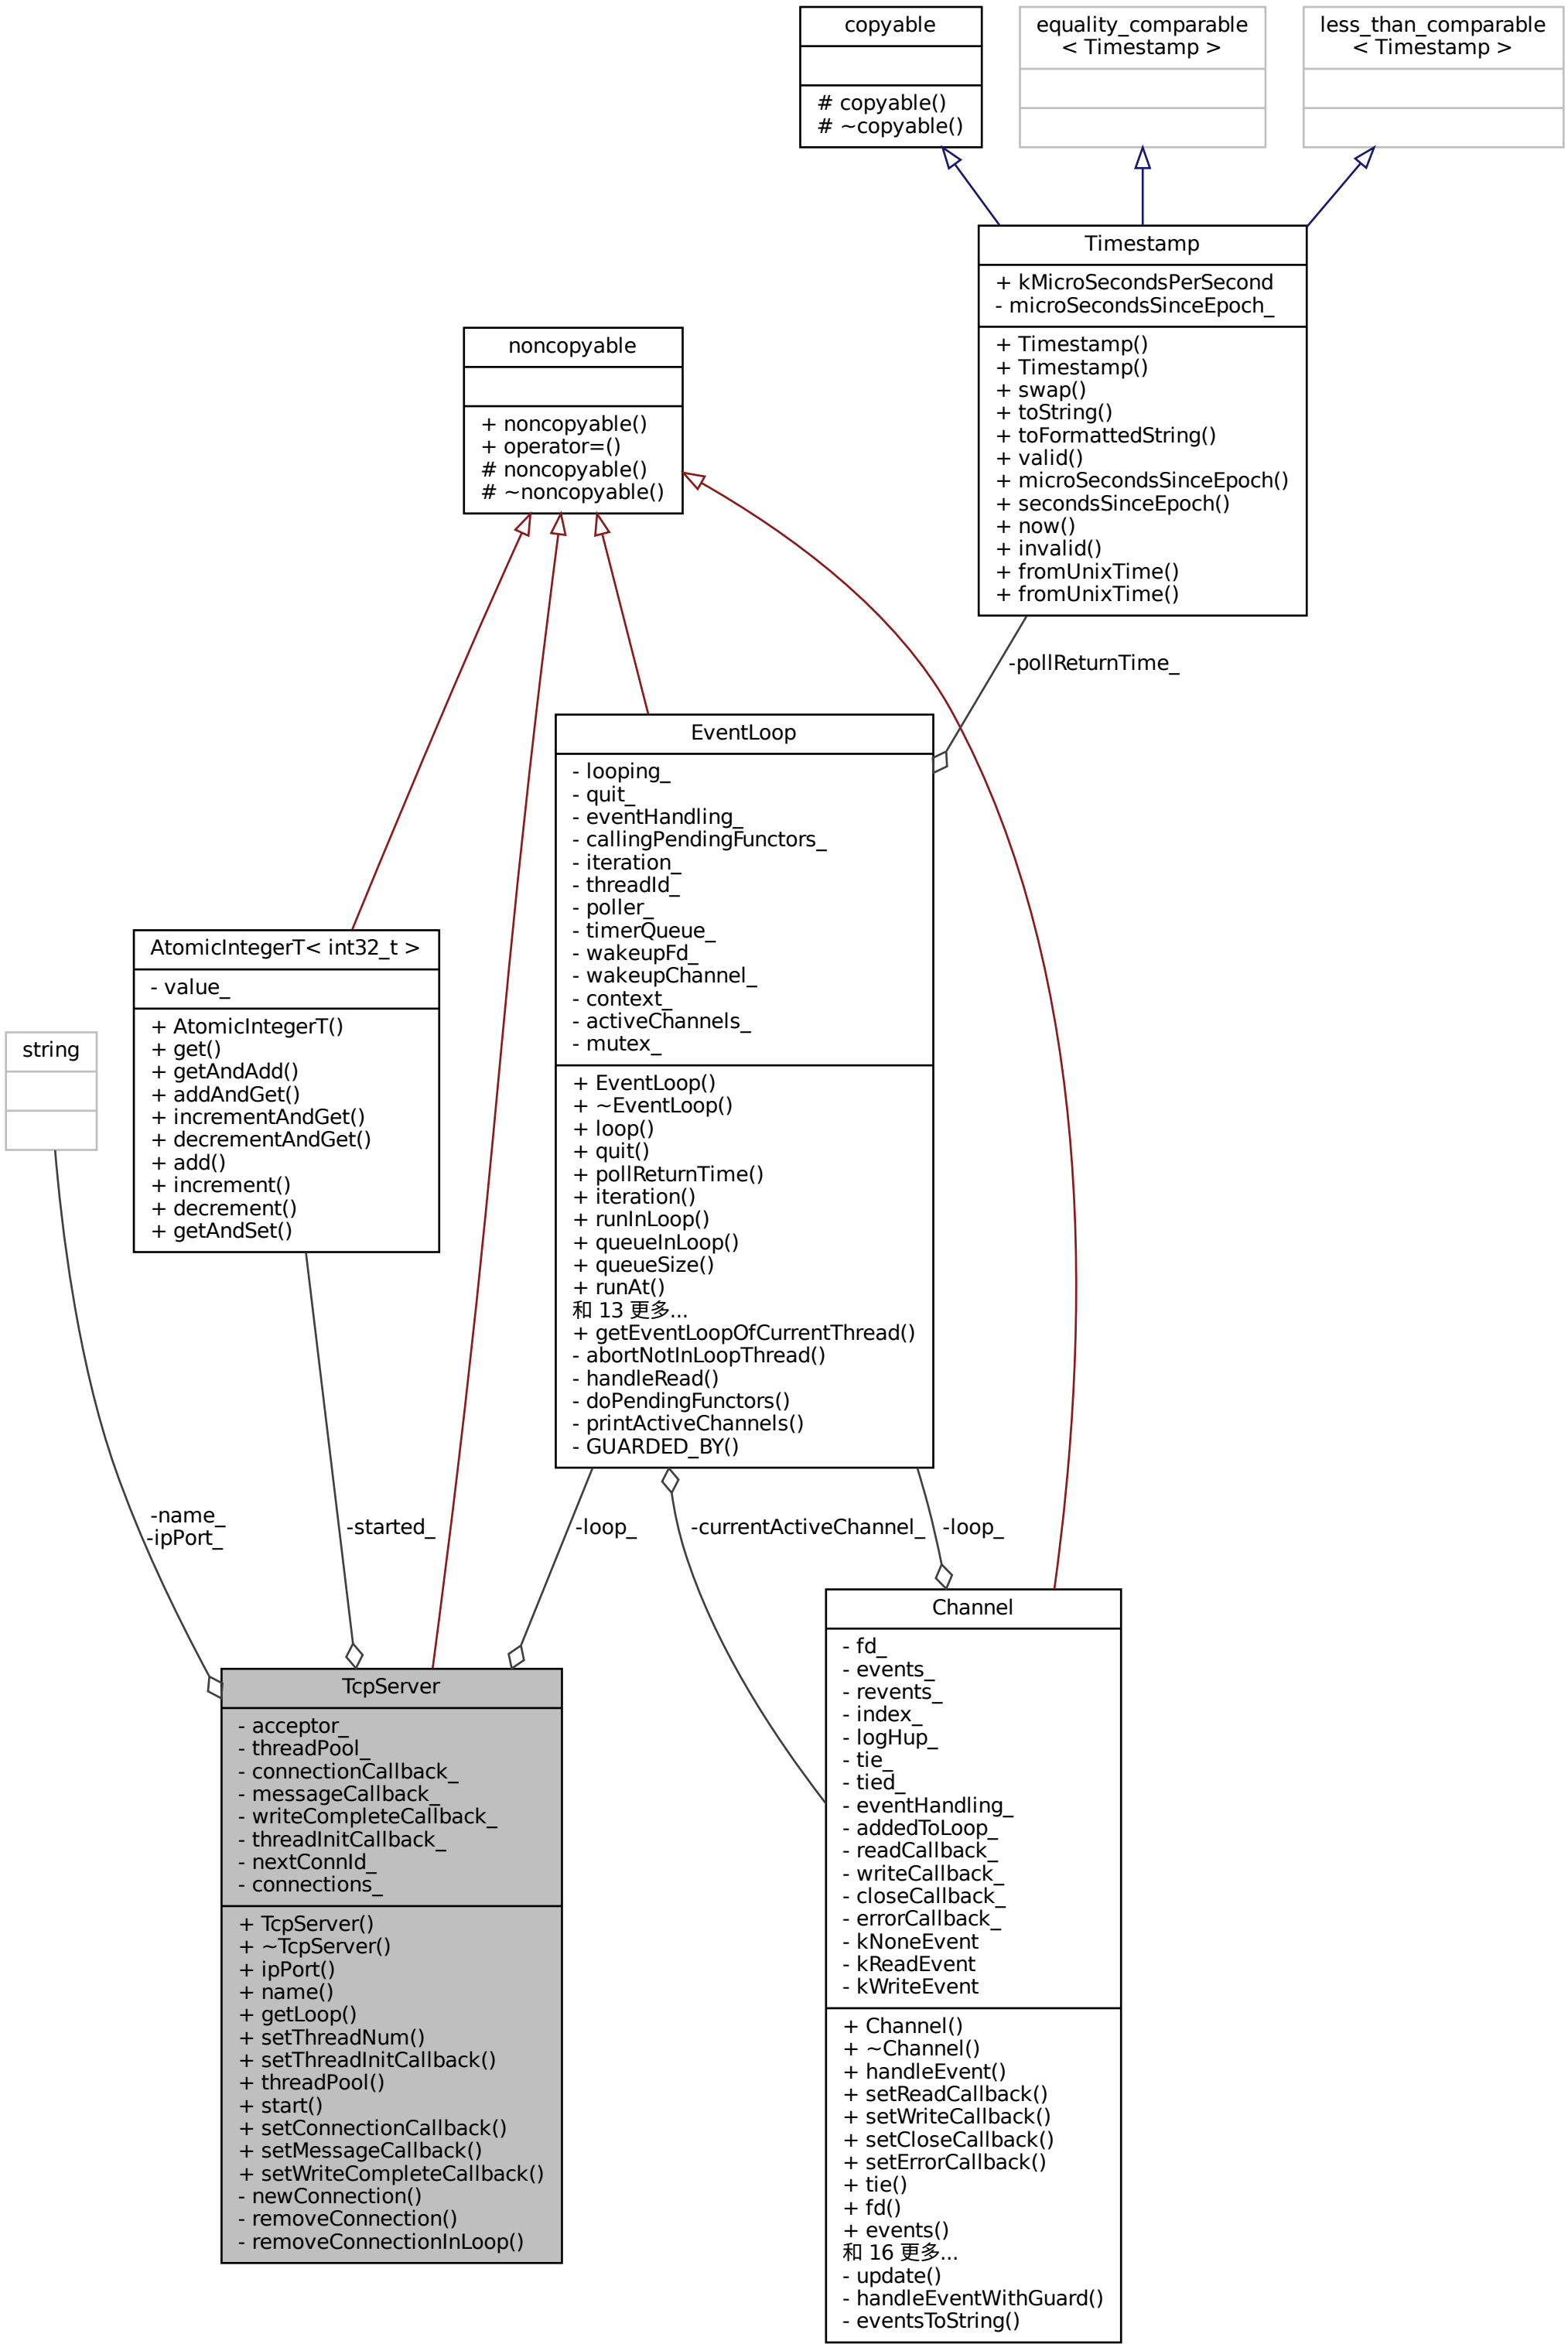 copyable
# copyable()
# ~copyable()
equality_comparable
< Timestamp >
less_than_comparable
< Timestamp >
Timestamp
+ kMicroSecondsPerSecond
- microSecondsSinceEpoch_
+ Timestamp()
+ Timestamp()
+ swap()
+ toString()
+ toFormattedString()
+ valid()
+ microSecondsSinceEpoch()
+ secondsSinceEpoch()
+ now()
+ invalid()
+ fromUnixTime()
+ fromUnixTime()
noncopyable
+ noncopyable()
+ operator=()
# noncopyable()
# ~noncopyable()
-pollReturnTime_
EventLoop
- looping_
- quit_
- eventHandling_
- callingPendingFunctors_
- iteration_
- threadId_
- poller_
- timerQueue_
- wakeupFd_
- wakeupChannel_
- context_
- activeChannels_
- mutex_
+ EventLoop()
+ ~EventLoop()
+ loop()
+ quit()
+ pollReturnTime()
+ iteration()
+ runInLoop()
+ queueInLoop()
+ queueSize()
+ runAt()
和 13 更多...
+ getEventLoopOfCurrentThread()
- abortNotInLoopThread()
- handleRead()
- doPendingFunctors()
- printActiveChannels()
- GUARDED_BY()
AtomicIntegerT< int32_t >
- value_
+ AtomicIntegerT()
+ get()
+ getAndAdd()
+ addAndGet()
+ incrementAndGet()
+ decrementAndGet()
+ add()
+ increment()
+ decrement()
+ getAndSet()
string
-name_
-ipPort_
-started_
-loop_
-currentActiveChannel_
-loop_
TcpServer
- acceptor_
- threadPool_
- connectionCallback_
- messageCallback_
- writeCompleteCallback_
- threadInitCallback_
- nextConnId_
- connections_
+ TcpServer()
+ ~TcpServer()
+ ipPort()
+ name()
+ getLoop()
+ setThreadNum()
+ setThreadInitCallback()
+ threadPool()
+ start()
+ setConnectionCallback()
+ setMessageCallback()
+ setWriteCompleteCallback()
- newConnection()
- removeConnection()
- removeConnectionInLoop()
Channel
- fd_
- events_
- revents_
- index_
- logHup_
- tie_
- tied_
- eventHandling_
- addedToLoop_
- readCallback_
- writeCallback_
- closeCallback_
- errorCallback_
- kNoneEvent
- kReadEvent
- kWriteEvent
+ Channel()
+ ~Channel()
+ handleEvent()
+ setReadCallback()
+ setWriteCallback()
+ setCloseCallback()
+ setErrorCallback()
+ tie()
+ fd()
+ events()
和 16 更多...
- update()
- handleEventWithGuard()
- eventsToString()